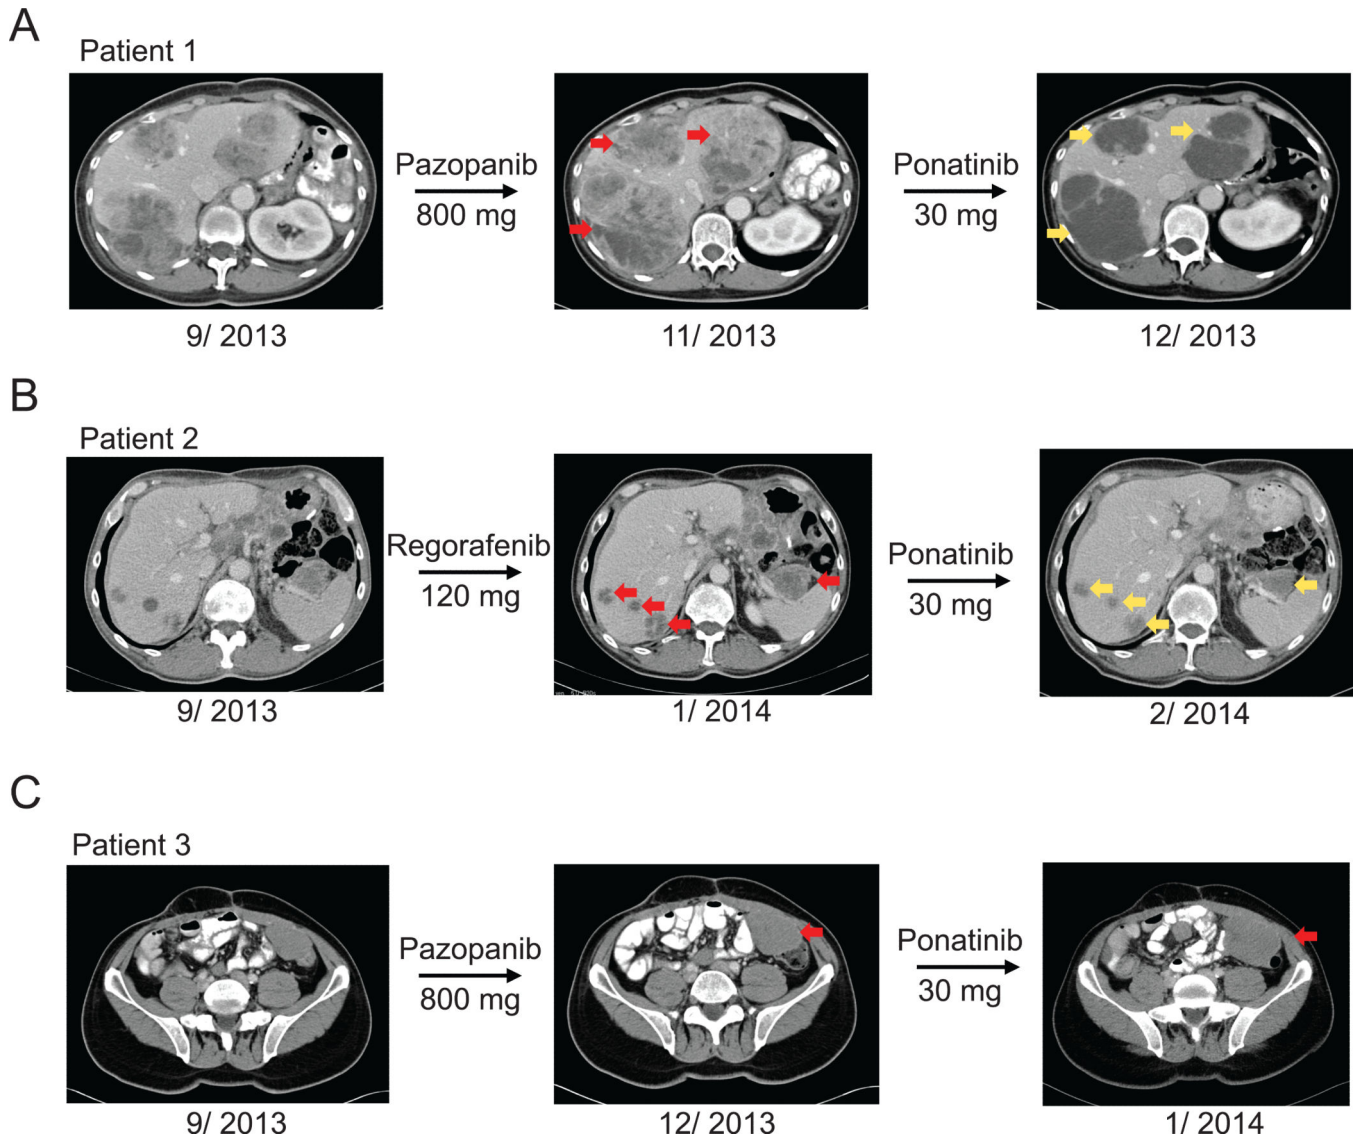 A
Patient 1
Pazopanib
800 mg
Ponatinib
30 mg
9/ 2013
11/ 2013
12/ 2013
B
Patient 2
Regorafenib
120 mg
Ponatinib
30 mg
9/ 2013
1/ 2014
2/ 2014
C
Patient 3
Pazopanib
800 mg
Ponatinib
30 mg
9/ 2013
12/ 2013
1/ 2014